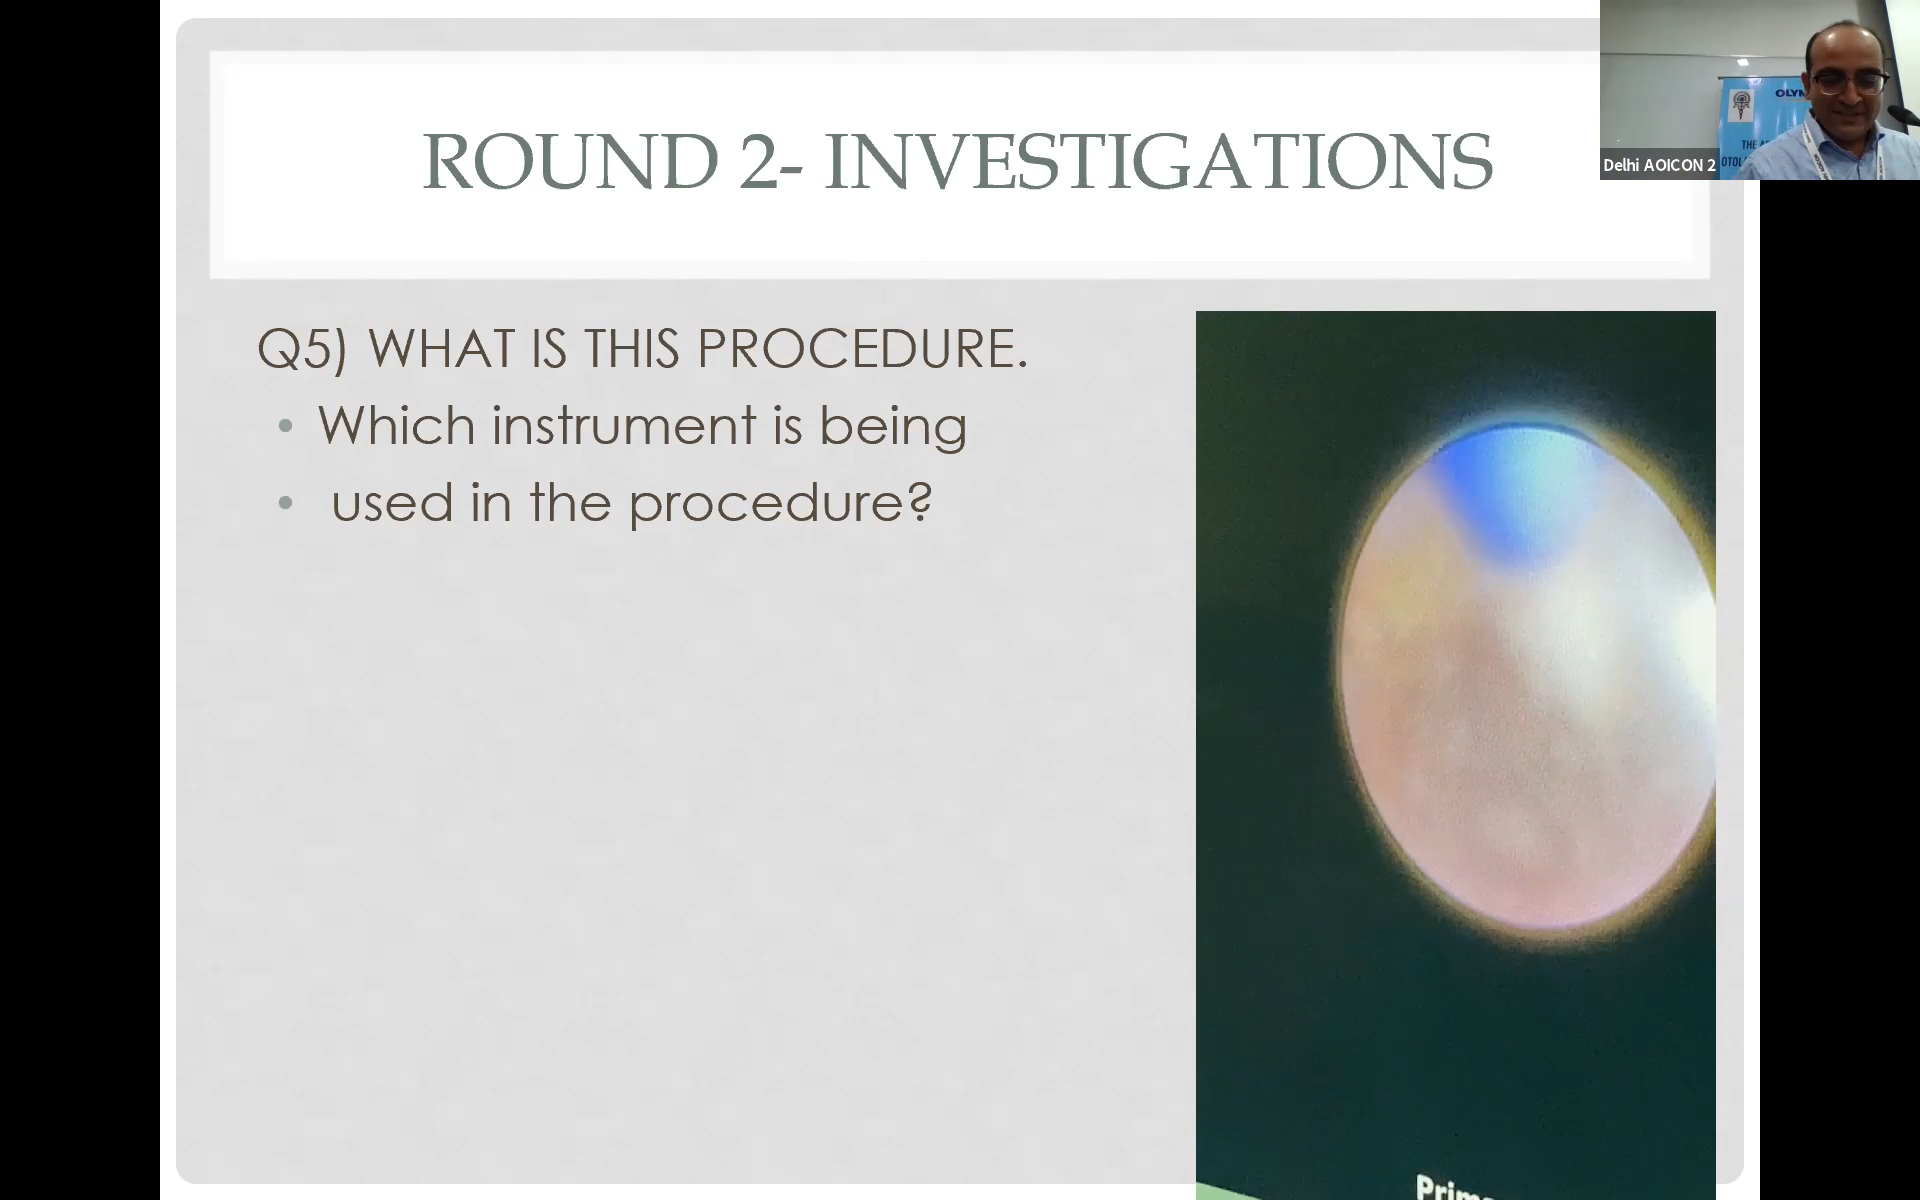 ROUND 2- INVESTIGATIONS
Q5) WHAT IS THIS PROCEDURE.
• Which instrument is being
• used in the procedure?
Delhi AOICON 2